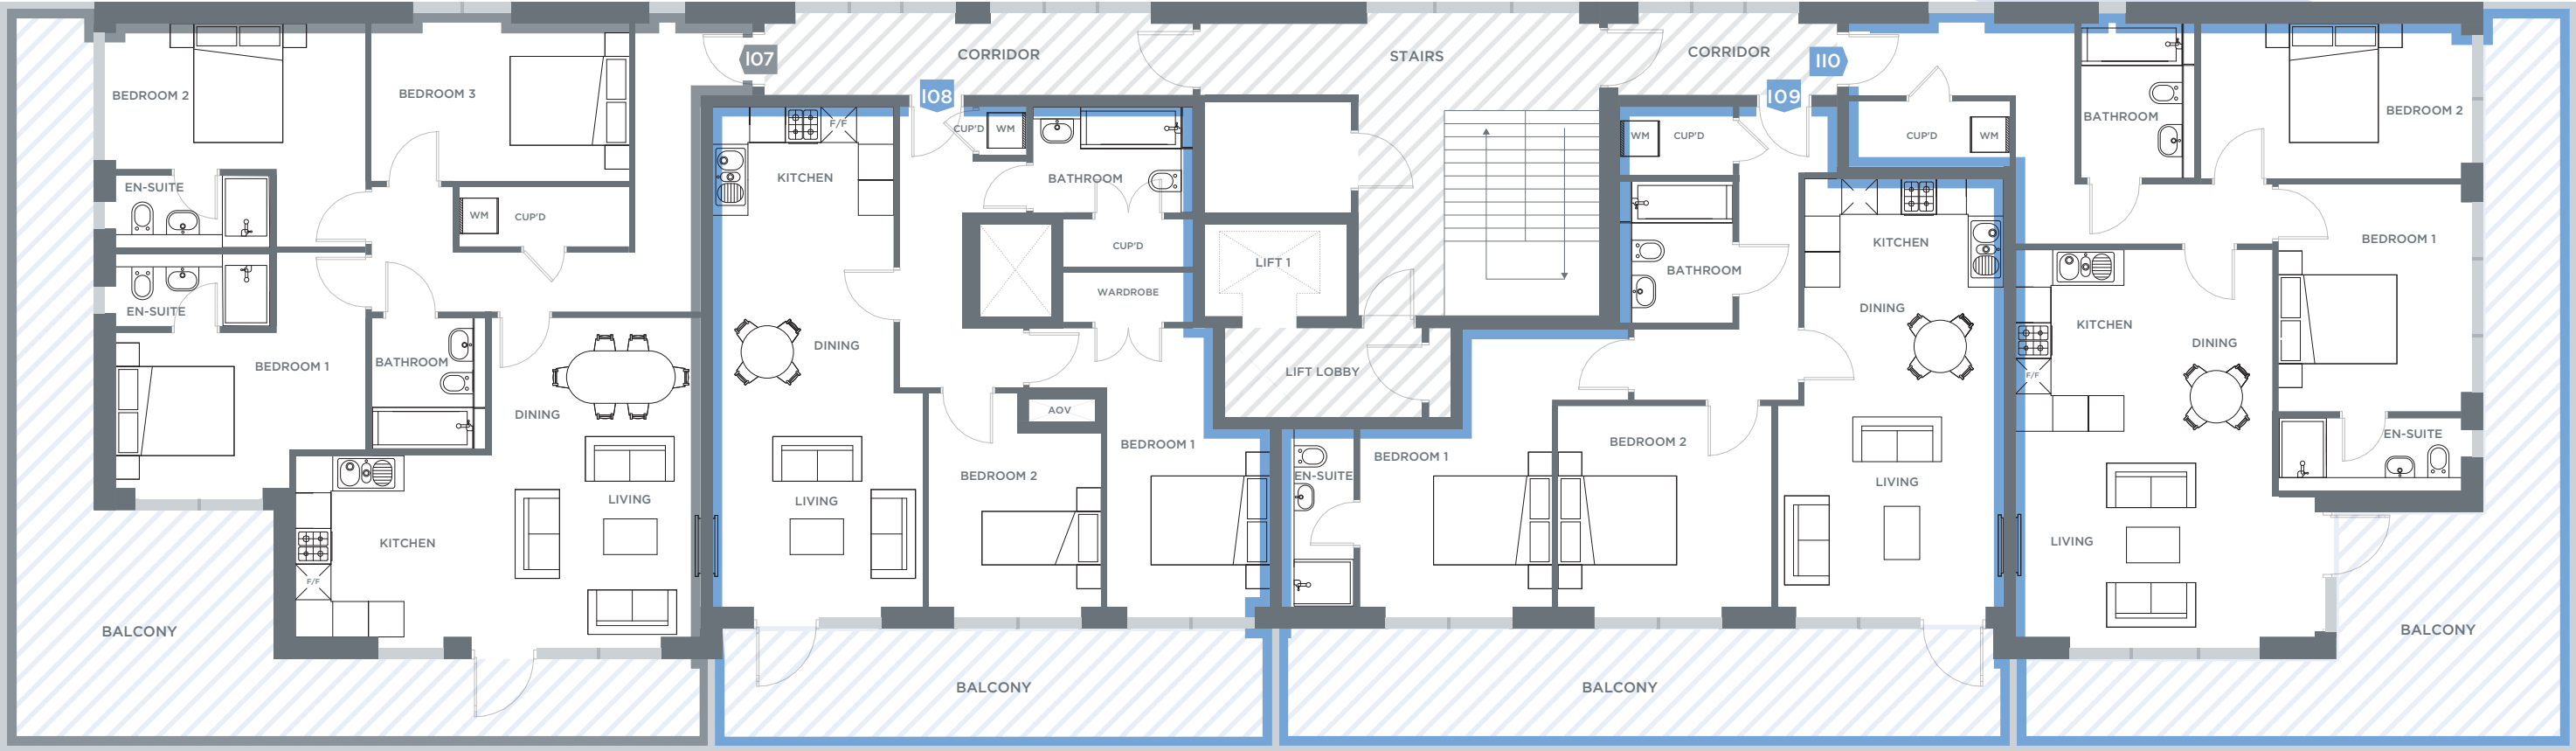 107
CORRIDOR
STAIRS
CORRIDOR
110
108
109
BEDROOM 2
BEDROOM 3
EN-SUITE
WM
CUP'D
EN-SUITE
BEDROOM 1
BATHROOM
DINING
LIVING
KITCHEN
F/F
BALCONY
F/F
KITCHEN
CUP'D
WM
BATHROOM
CUP'D
WARDROBE
DINING
AOV
BEDROOM 1
BEDROOM 2
LIVING
BALCONY
LIFT 1
LIFT LOBBY
WM
CUP'D
BATHROOM
KITCHEN
DINING
BEDROOM 2
BEDROOM 1
EN-SUITE
LIVING
BALCONY
CUP'D
WM
BATHROOM
BEDROOM 2
BEDROOM 1
KITCHEN
DINING
F/F
EN-SUITE
LIVING
BALCONY